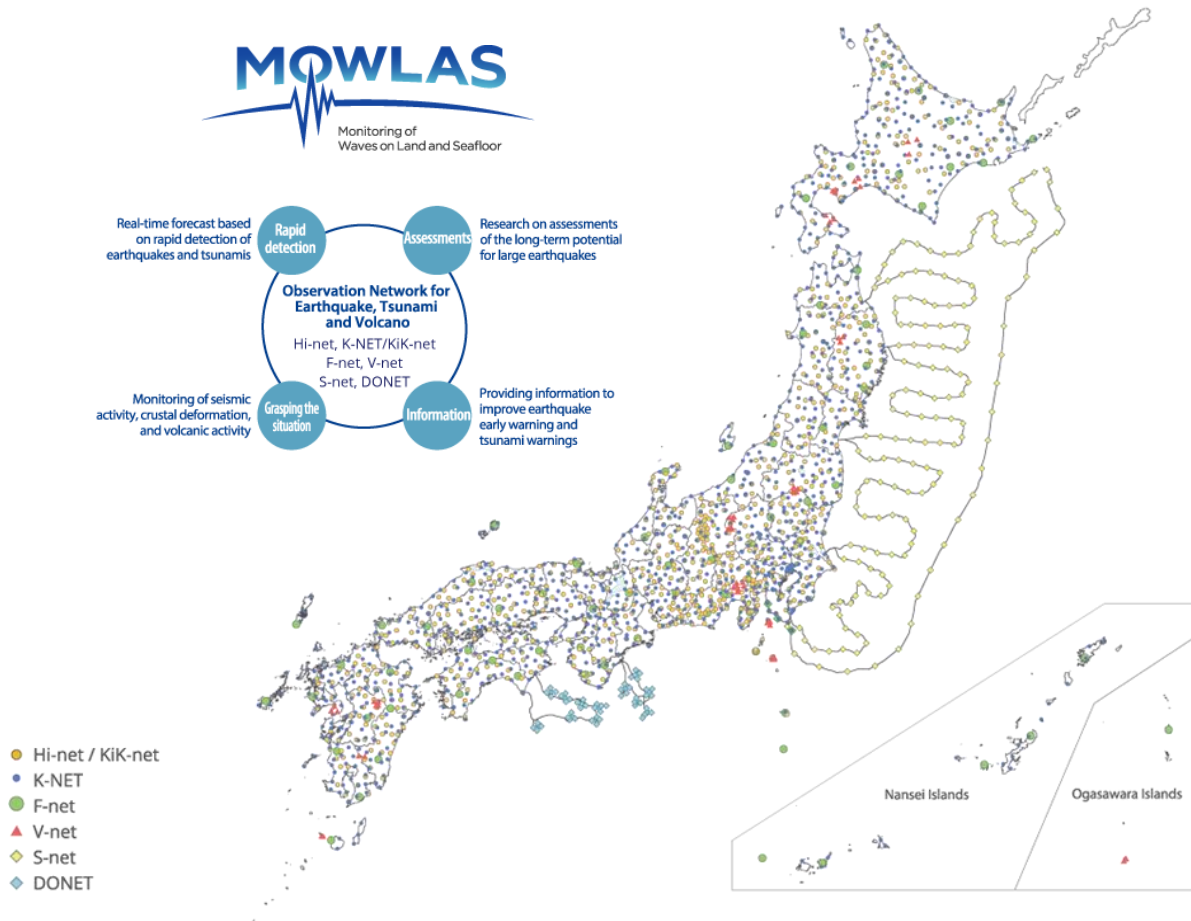 MOWLAS
Monitoring of
Waves on Land and Seafloor
Real-time forecast based
on rapid detection of
earthquakes and tsunamis
Rapid
detection
Assessments
Research on assessments
of the long-term potential
for large earthquakes
Observation Network for
Earthquake, Tsunami
and Volcano
Hi-net, K-NET/KiK-net
F-net, V-net
S-net, DONET
Monitoring of seismic
activity, crustal deformation,
and volcanic activity
Grasping the
situation
Information
Providing information to
improve earthquake
early warning and
tsunami warnings
Hi-net / KiK-net
K-NET
F-net
V-net
S-net
DONET
Nansei Islands
Ogasawara Islands